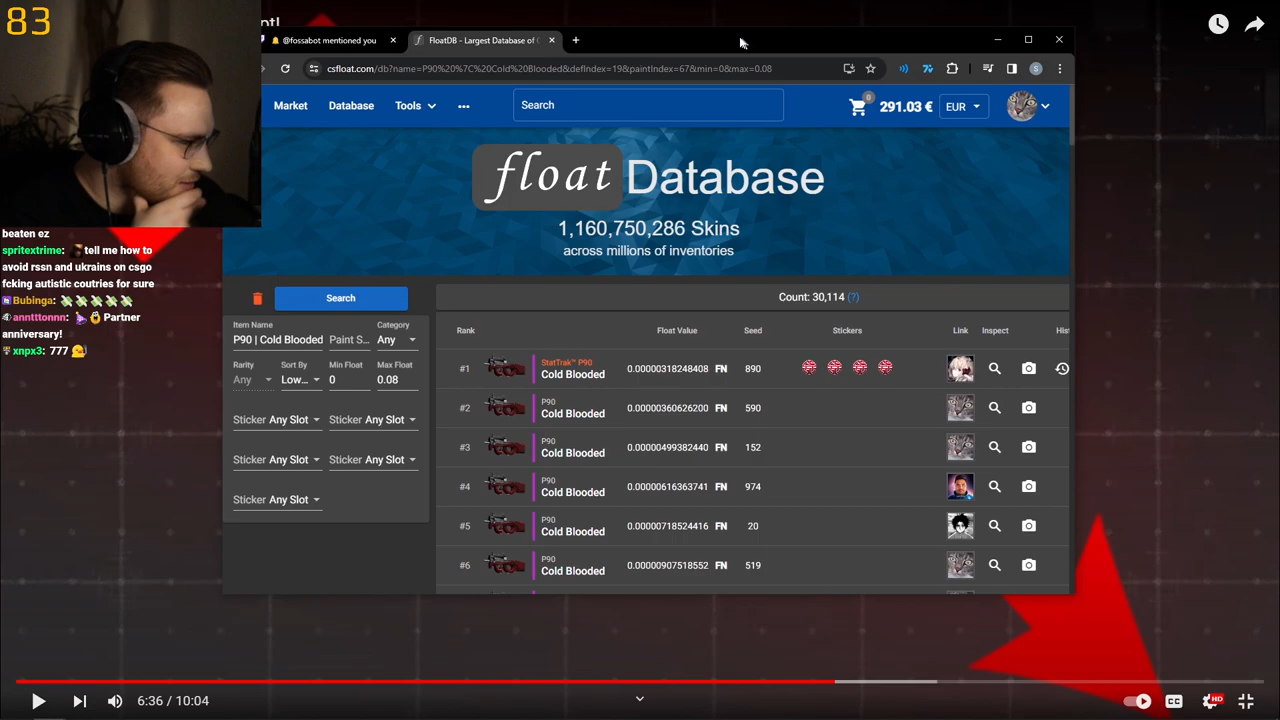 83
@fossabot mentioned you
FloatDB - Largest Database of
csfloat.com/db?name=P90%20%7C%20Cold%20Blooded&defIndex=19&paintIndex=67&min=0&max=0.08
S
Market Database Tools Search 0 291.03 € EUR
float Database
1,160,750,286 Skins
across millions of inventories
beaten ez
spritextrime: tell me how to
avoid rssn and ukrains on csgo
fcking autistic coutries for sure
Bubinga:
anntttonnn: Partner
anniversary!
xnpx3: 777
Search
Item Name Category
P90 | Cold Blooded Paint S... Any
Rarity Sort By Min Float Max Float
Any Low... 0 0.08
Sticker Any Slot Sticker Any Slot
Sticker Any Slot Sticker Any Slot
Sticker Any Slot
Count: 30,114 (?)
Rank Float Value Seed Stickers Link Inspect Hist
#1 StatTrak™ P90
Cold Blooded 0.00000318248408 FN 890
#2 P90
Cold Blooded 0.00000360626200 FN 590
#3 P90
Cold Blooded 0.00000499382440 FN 152
#4 P90
Cold Blooded 0.00000616363741 FN 974
#5 P90
Cold Blooded 0.00000718524416 FN 20
#6 P90
Cold Blooded 0.00000907518552 FN 519
6:36 / 10:04
CC HD